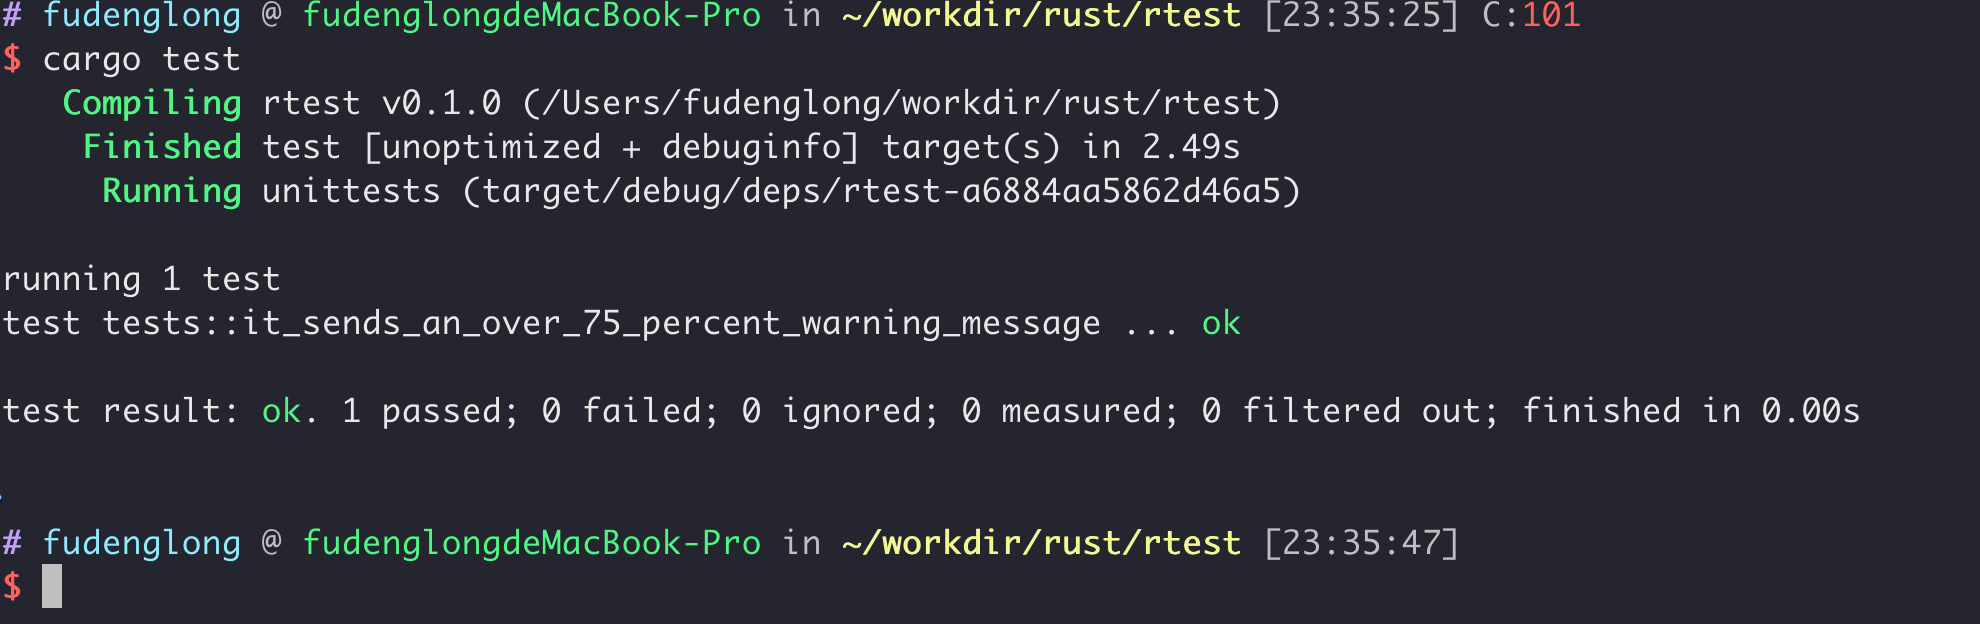 # fudenglong @ fudenglongdeMacBook-Pro in ~/workdir/rust/rtest [23:35:25] C:101
$ cargo test
Compiling rtest v0.1.0 (/Users/fudenglong/workdir/rust/rtest)
Finished test [unoptimized + debuginfo] target(s) in 2.49s
Running unittests (target/debug/deps/rtest-a6884aa5862d46a5)
running 1 test
test tests::it_sends_an_over_75_percent_warning_message ... ok
test result: ok. 1 passed; 0 failed; 0 ignored; 0 measured; 0 filtered out; finished in 0.00s
# fudenglong @ fudenglongdeMacBook-Pro in ~/workdir/rust/rtest [23:35:47]
$